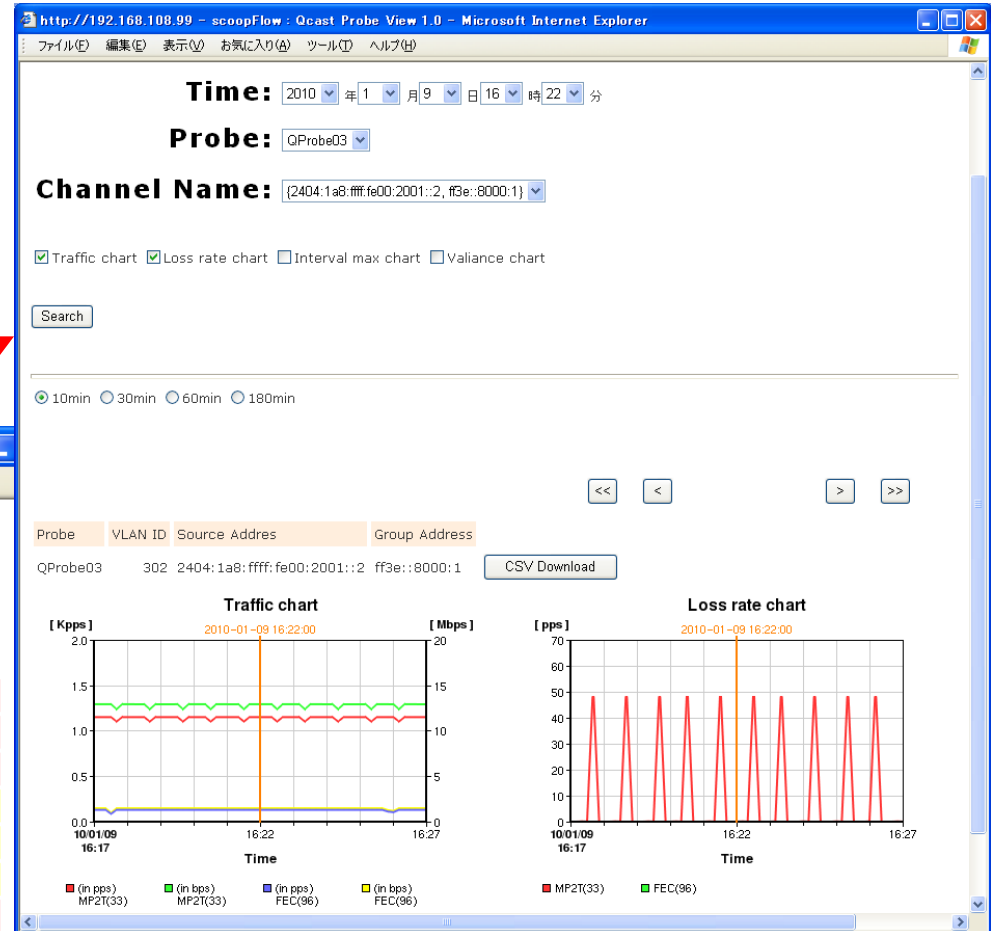 http://192.168.108.99 - scoopFlow : Qcast Probe View 1.0 - Microsoft Internet Explorer
ファイル(F) 編集(E) 表示(V) お気に入り(A) ツール(T) ヘルプ(H)
Time: 2010 年 1 月 9 日 16 時 22 分
Probe: QProbe03
Channel Name: {2404:1a8:ffff:fe00:2001::2, ff3e::8000:1}
Traffic chart Loss rate chart Interval max chart Valiance chart
Search
10min 30min 60min 180min
<< < > >>
Probe VLAN ID Source Addres Group Address
QProbe03 302 2404:1a8:ffff:fe00:2001::2 ff3e::8000:1 CSV Download
Traffic chart
[Kpps] 2010-01-09 16:22:00 [Mbps]
2.0 20
1.5 15
1.0 10
0.5 5
0.0 0
10/01/09 16:22 16:27
16:17
Time
(in pps) (in bps) (in pps) (in bps)
MP2T(33) MP2T(33) FEC(96) FEC(96)
Loss rate chart
[pps] 2010-01-09 16:22:00
70
60
50
40
30
20
10
0
10/01/09 16:22 16:27
16:17
Time
MP2T(33) FEC(96)